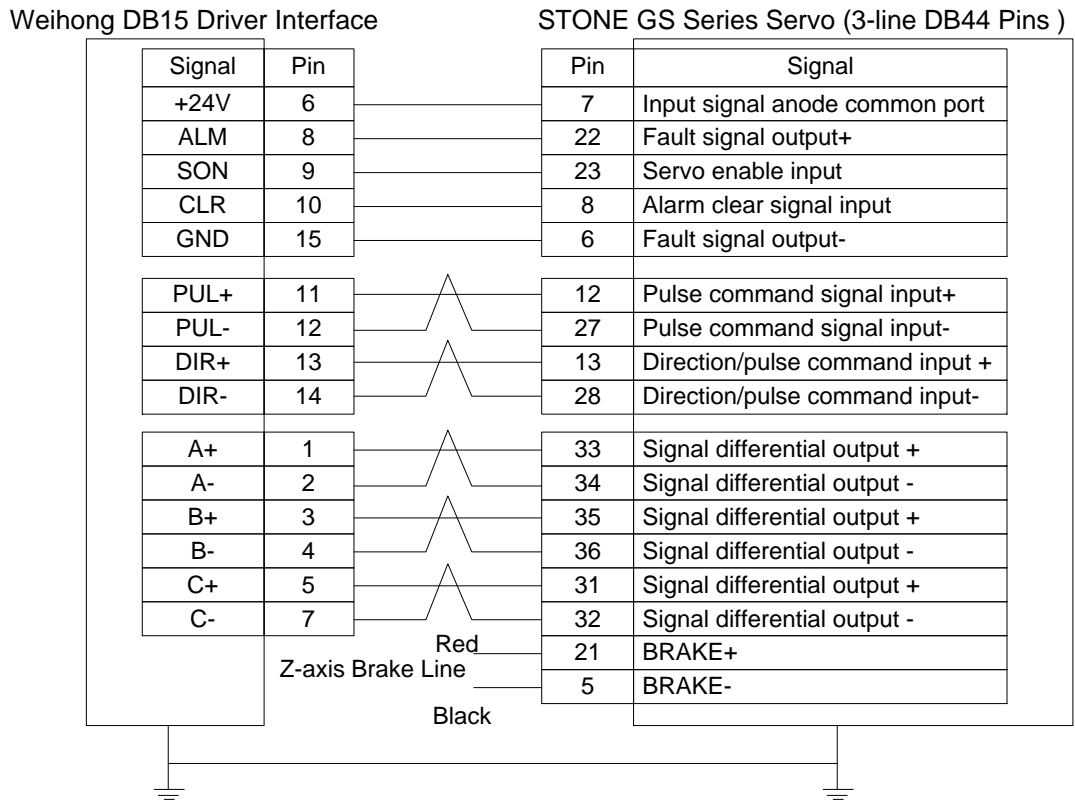 Weihong DB15 Driver Interface STONE GS Series Servo (3-line DB44 Pins )
Signal Pin Pin Signal
+24V 6 7 Input signal anode common port
ALM 8 22 Fault signal output+
SON 9 23 Servo enable input
CLR 10 8 Alarm clear signal input
GND 15 6 Fault signal output-
PUL+ 11 12 Pulse command signal input+
PUL- 12 27 Pulse command signal input-
DIR+ 13 13 Direction/pulse command input +
DIR- 14 28 Direction/pulse command input-
A+ 1 33 Signal differential output +
A- 2 34 Signal differential output -
B+ 3 35 Signal differential output +
B- 4 36 Signal differential output -
C+ 5 31 Signal differential output +
C- 7 32 Signal differential output -
Red 21 BRAKE+
Z-axis Brake Line
5 BRAKE-
Black